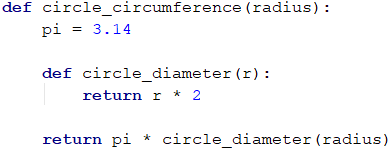 def circle_circumference(radius):
    pi = 3.14

    def circle_diameter(r):
        return r * 2

    return pi * circle_diameter(radius)